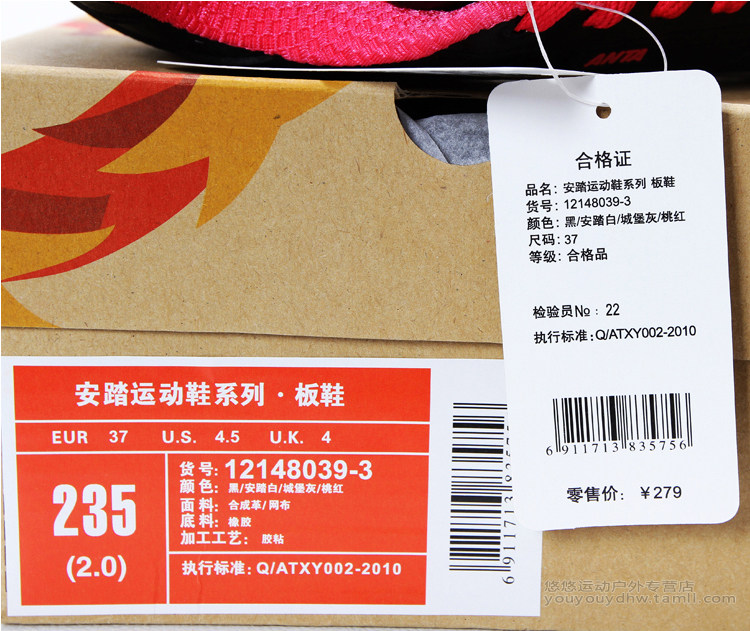 ANTA
合格证
品名: 安踏运动鞋系列 板鞋
货号: 12148039-3
颜色: 黑/安踏白/城堡灰/桃红
尺码: 37
等级: 合格品
检验员№: 22
执行标准: Q/ATXY002-2010
6 911713 835756
零售价: ¥279
安踏运动鞋系列·板鞋
EUR 37 U.S. 4.5 U.K. 4
235
(2.0)
货号: 12148039-3
颜色: 黑/安踏白/城堡灰/桃红
面料: 合成革/网布
底料: 橡胶
加工工艺: 胶粘
执行标准: Q/ATXY002-2010
6 911713 83575
悠悠运动户外专营店
youyouydhw.tamll.com